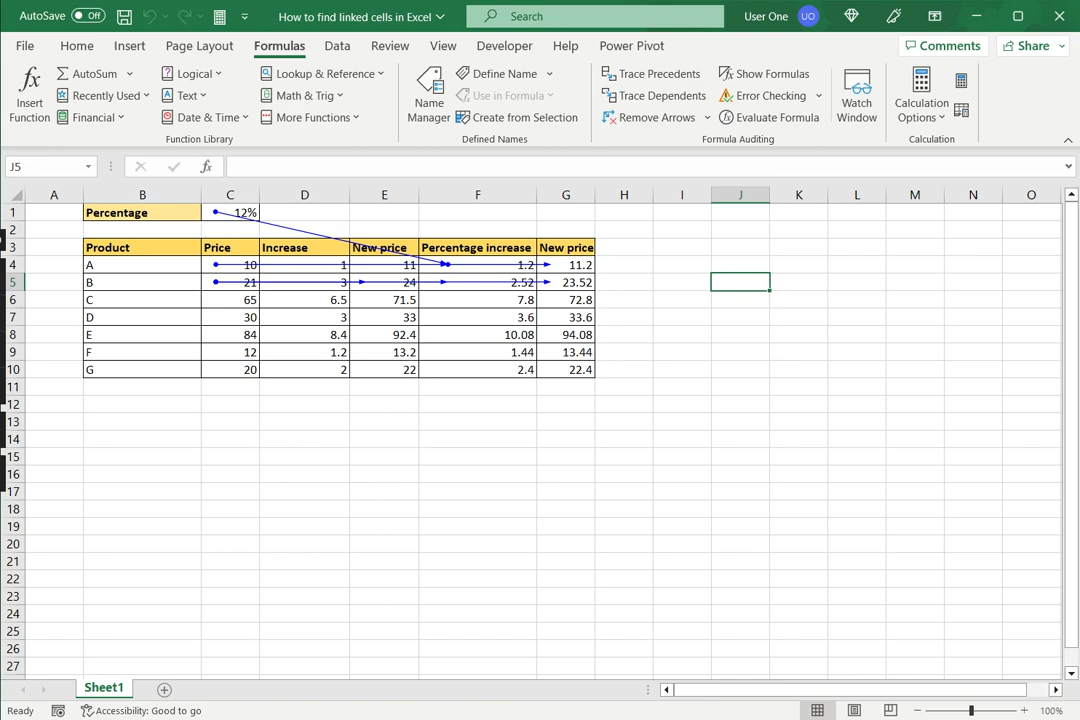 AutoSave Off How to find linked cells in Excel Search User One UO
File Home Insert Page Layout Formulas Data Review View Developer Help Power Pivot Comments Share
fx Insert Function
AutoSum Logical Lookup & Reference
Recently Used Text Math & Trig
Financial Date & Time More Functions
Function Library
Name Manager
Define Name
Use in Formula
Create from Selection
Defined Names
Trace Precedents Show Formulas
Trace Dependents Error Checking
Remove Arrows Evaluate Formula
Watch Window
Formula Auditing
Calculation Options
Calculation
J5 fx
A B C D E F G H I J K L M N O
1 Percentage 12%
2
3 Product Price Increase New price Percentage increase New price
4 A 10 1 11 1.2 11.2
5 B 21 3 24 2.52 23.52
6 C 65 6.5 71.5 7.8 72.8
7 D 30 3 33 3.6 33.6
8 E 84 8.4 92.4 10.08 94.08
9 F 12 1.2 13.2 1.44 13.44
10 G 20 2 22 2.4 22.4
11
12
13
14
15
16
17
18
19
20
21
22
23
24
25
26
27
Sheet1
Ready Accessibility: Good to go 100%